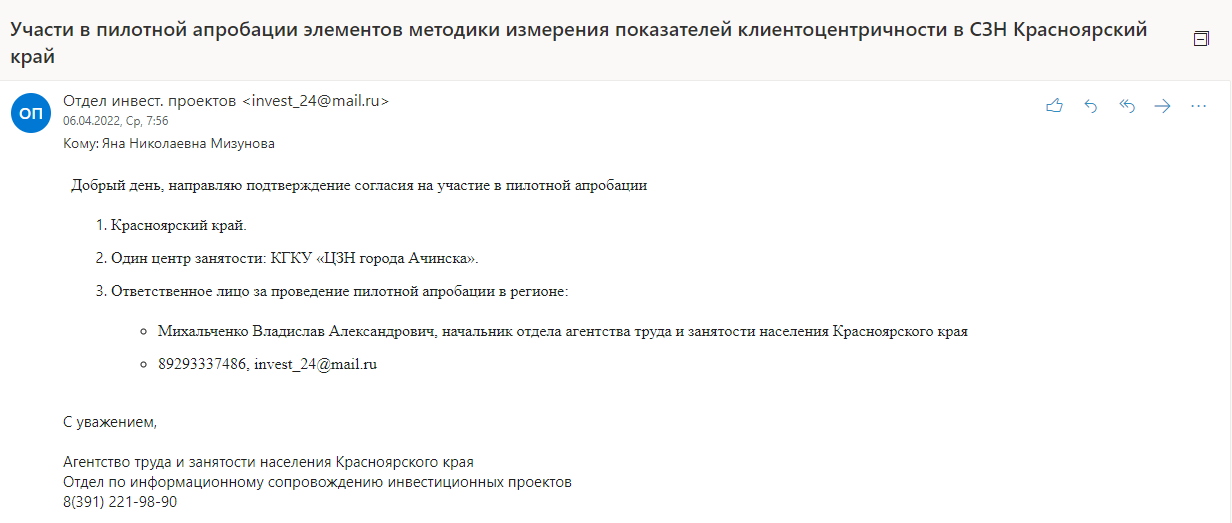 Участи в пилотной апробации элементов методики измерения показателей клиентоцентричности в СЗН Красноярский
край
ОП
Отдел инвест. проектов <invest_24@mail.ru>
06.04.2022, Ср, 7:56
Кому: Яна Николаевна Мизунова
Добрый день, направляю подтверждение согласия на участие в пилотной апробации
1. Красноярский край.
2. Один центр занятости: КГКУ «ЦЗН города Ачинска».
3. Ответственное лицо за проведение пилотной апробации в регионе:
Михальченко Владислав Александрович, начальник отдела агентства труда и занятости населения Красноярского края
89293337486, invest_24@mail.ru
С уважением,
Агентство труда и занятости населения Красноярского края
Отдел по информационному сопровождению инвестиционных проектов
8(391) 221-98-90